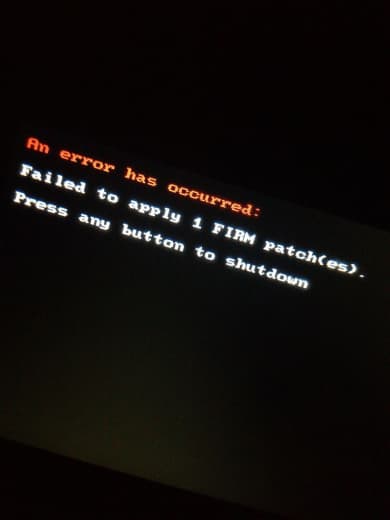 An error has occurred:
Failed to apply 1 FIRM patch(es).
Press any button to shutdown